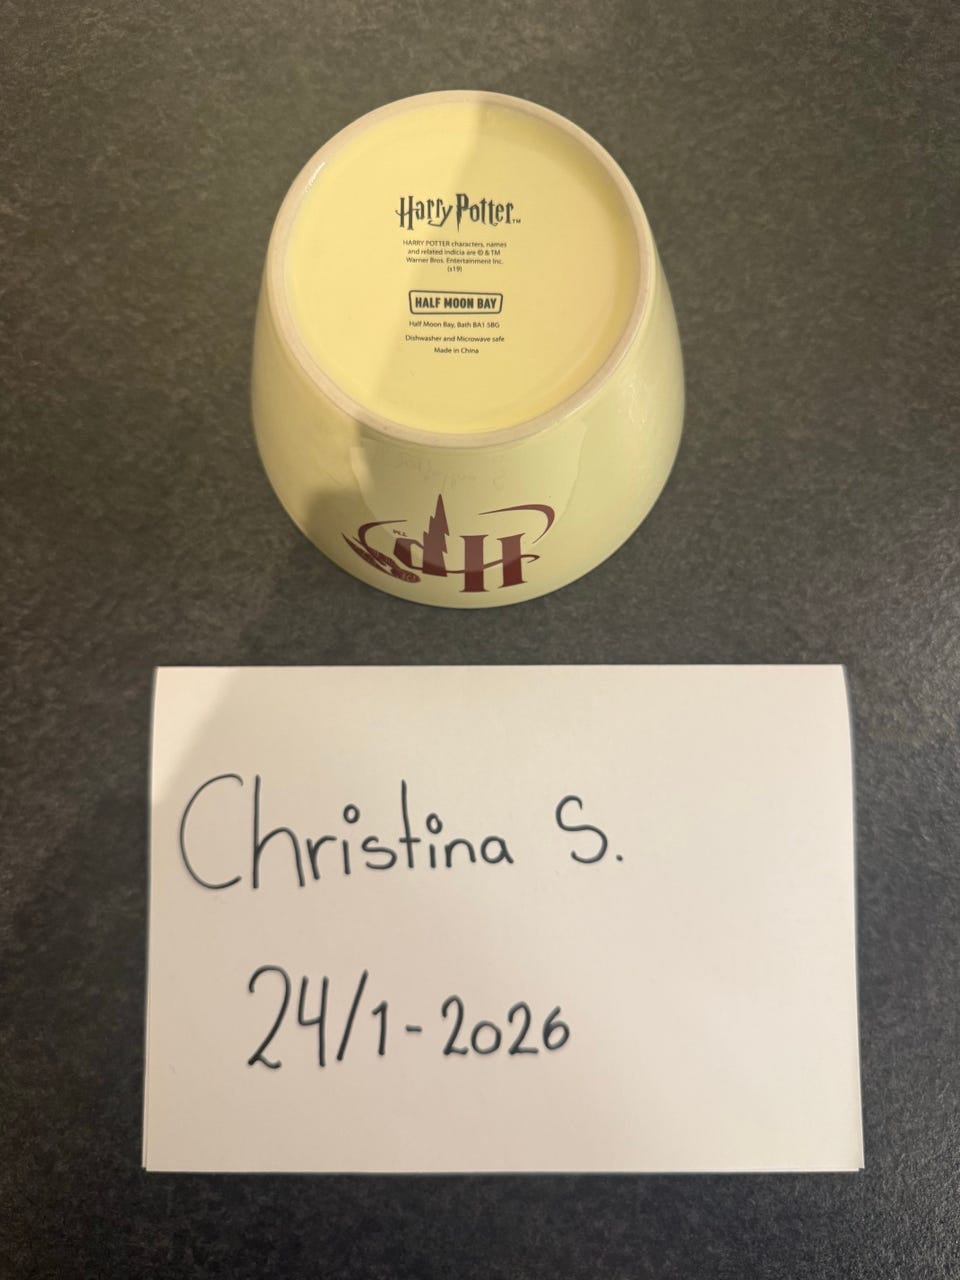 Harry Potter™
HARRY POTTER characters, names
and related indicia are © & TM
Warner Bros. Entertainment Inc.
(s19)
HALF MOON BAY
Half Moon Bay, Bath BA1 5BG
Dishwasher and Microwave safe
Made in China
H
Christina S.
24/1-2026